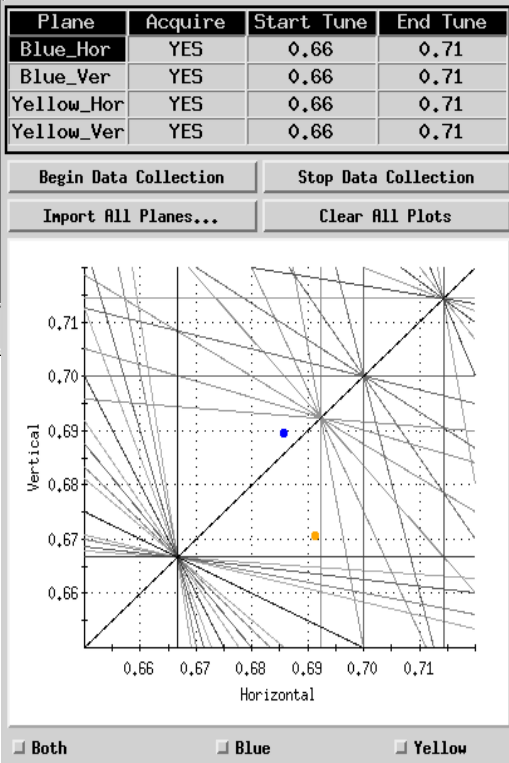 Plane Acquire Start Tune End Tune
Blue_Hor YES 0.66 0.71
Blue_Ver YES 0.66 0.71
Yellow_Hor YES 0.66 0.71
Yellow_Ver YES 0.66 0.71
Begin Data Collection Stop Data Collection
Import All Planes... Clear All Plots
0.71
0.70
0.69
Vertical
0.68
0.67
0.66
0.66 0.67 0.68 0.69 0.70 0.71
Horizontal
Both Blue Yellow